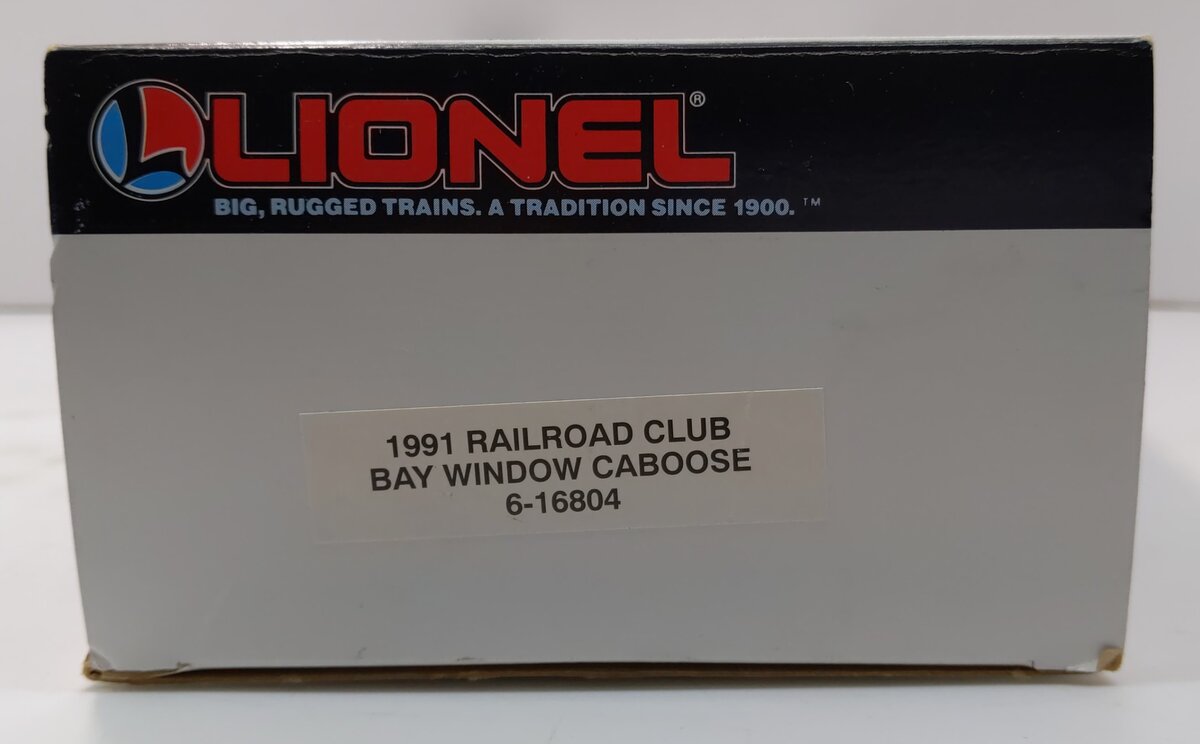 LIONEL®
BIG, RUGGED TRAINS. A TRADITION SINCE 1900.™
1991 RAILROAD CLUB
BAY WINDOW CABOOSE
6-16804